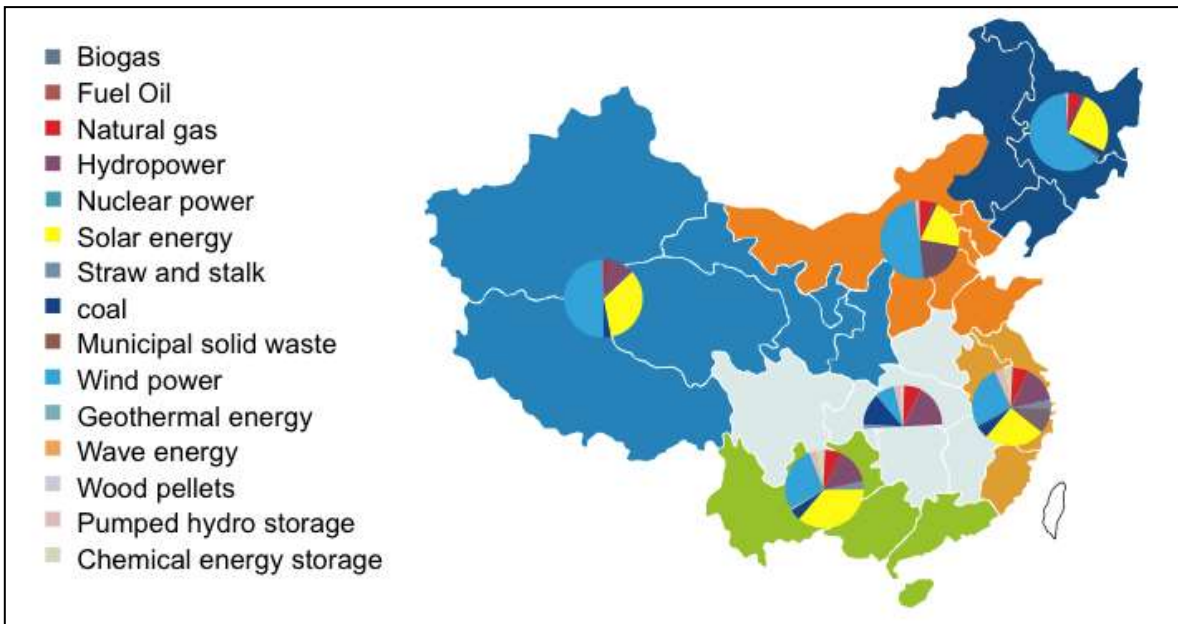 Biogas
Fuel Oil
Natural gas
Hydropower
Nuclear power
Solar energy
Straw and stalk
coal
Municipal solid waste
Wind power
Geothermal energy
Wave energy
Wood pellets
Pumped hydro storage
Chemical energy storage